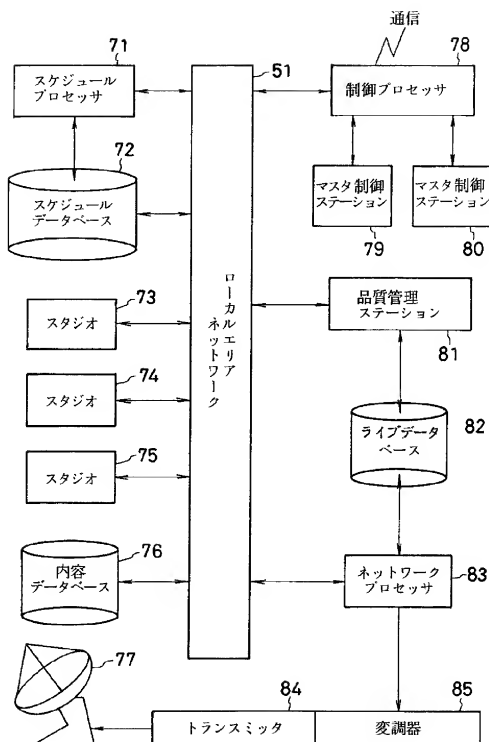 通信
71
スケジュール
プロセッサ
51
78
制御プロセッサ
72
スケジュール
データベース
マスタ制御
ステーション
79
マスタ制御
ステーション
80
73
スタジオ
ローカルエリア
ネットワーク
品質管理
ステーション
81
74
スタジオ
ライブデータ
ベース
82
75
スタジオ
76
内容
データベース
ネットワーク
プロセッサ
83
77
84
85
トランスミッタ
変調器